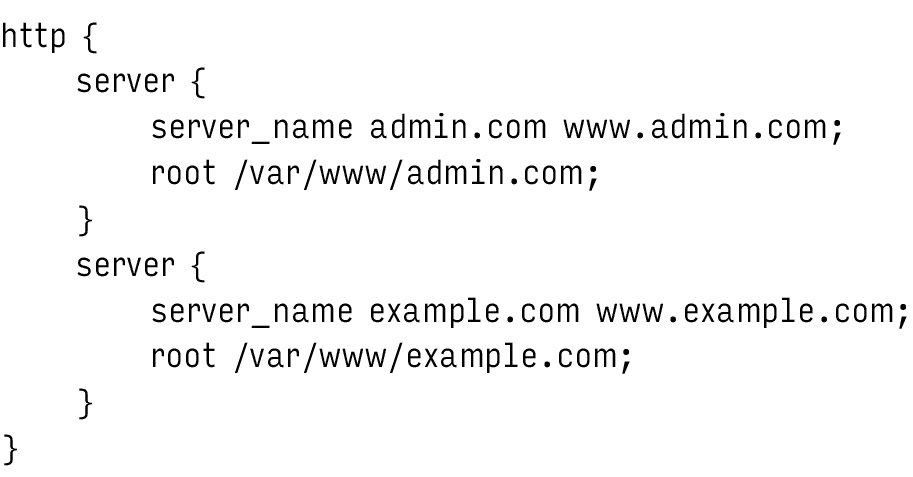 http {
    server {
        server_name admin.com www.admin.com;
        root /var/www/admin.com;
    }
    server {
        server_name example.com www.example.com;
        root /var/www/example.com;
    }
}